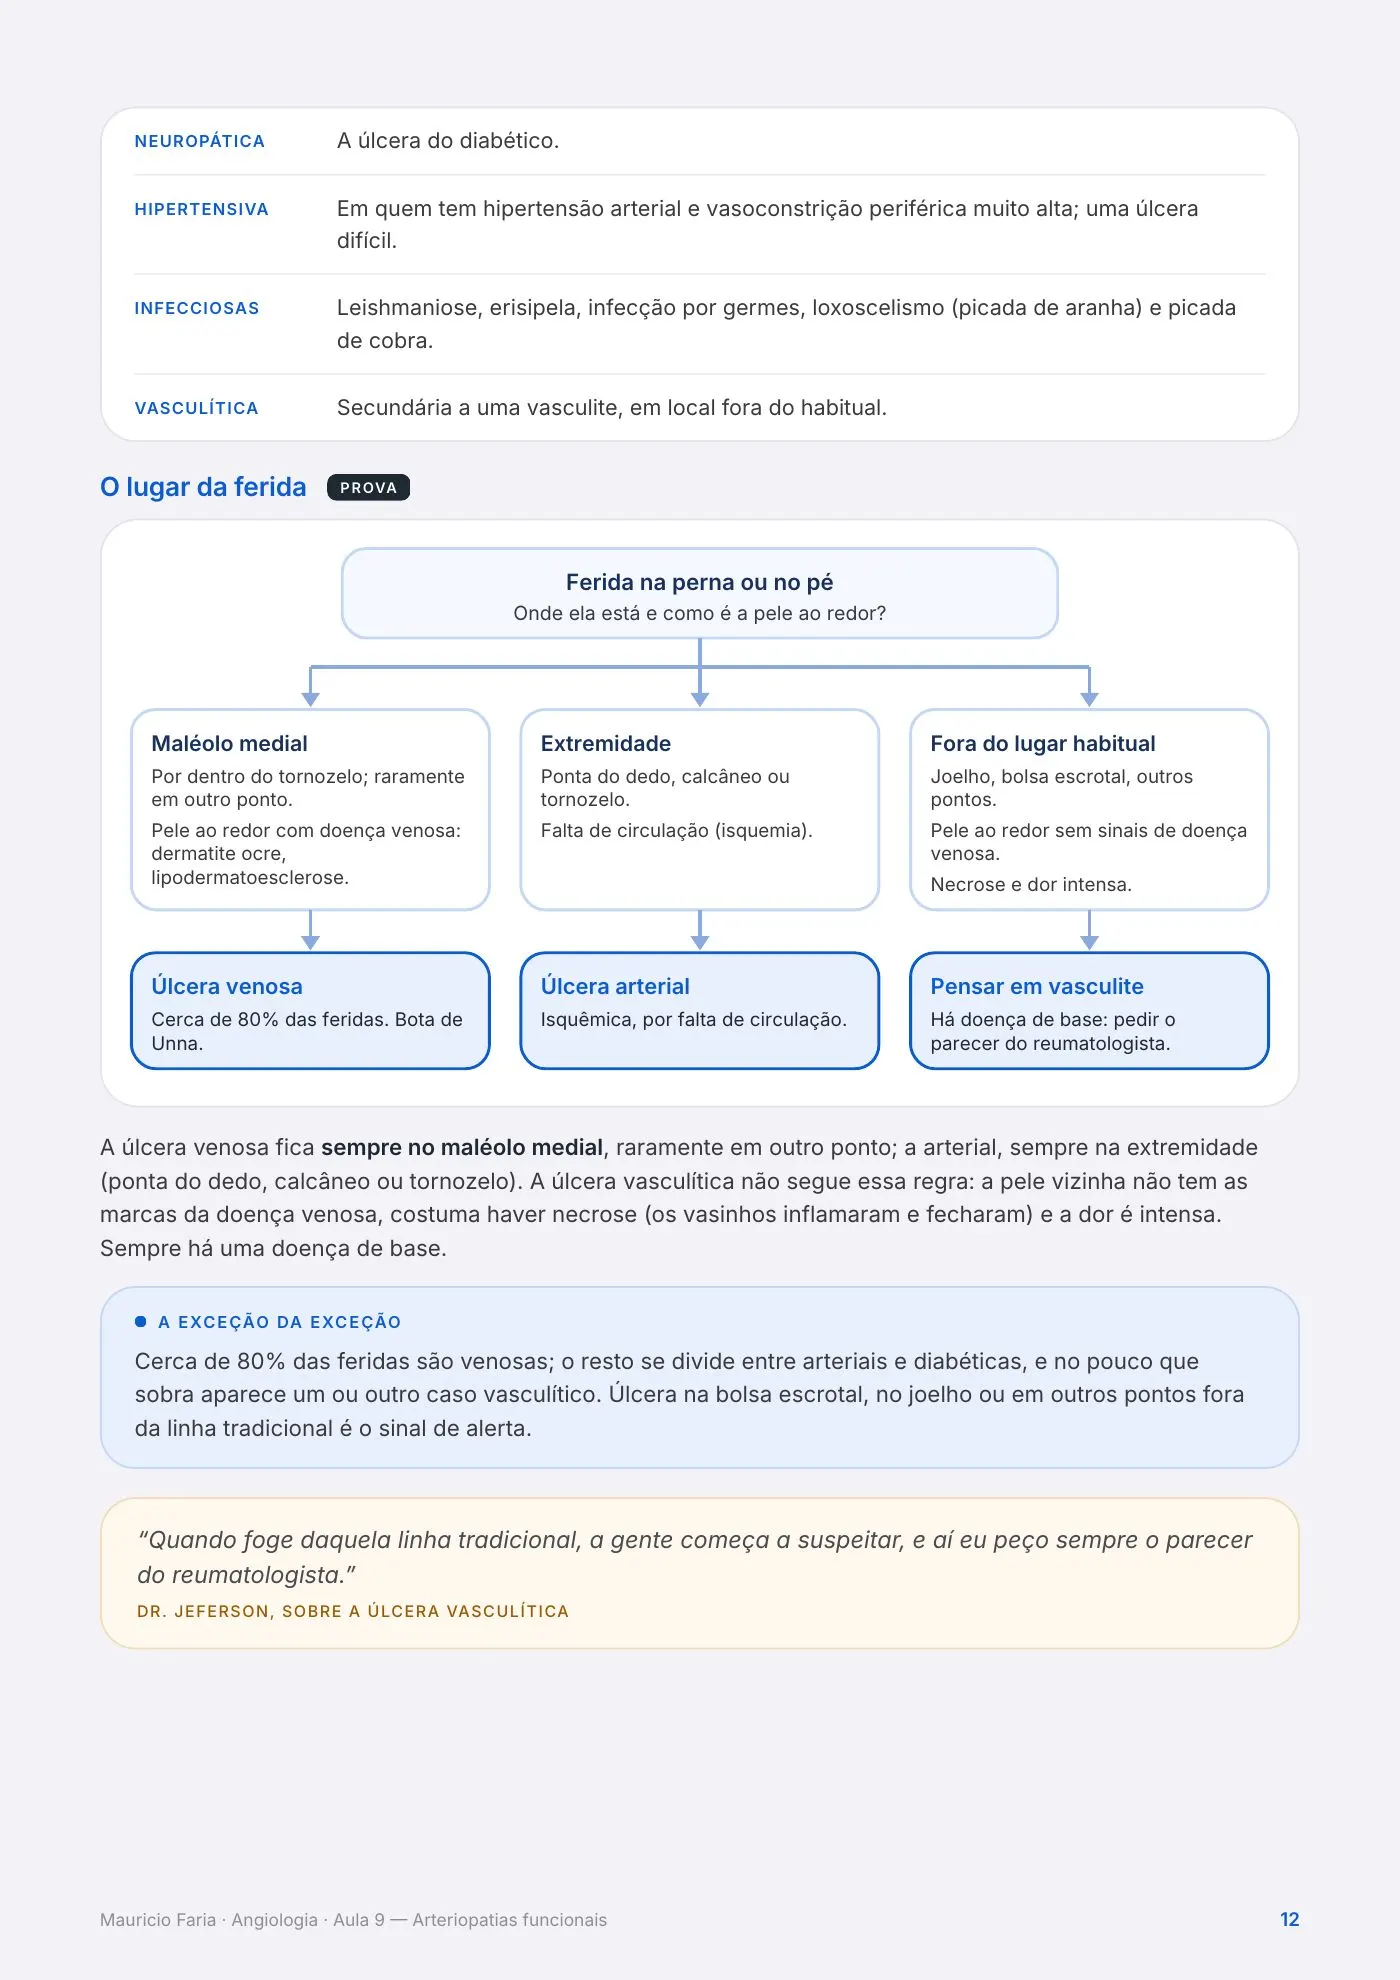 NEUROPÁTICA
A úlcera do diabético.
HIPERTENSIVA
Em quem tem hipertensão arterial e vasoconstrição periférica muito alta; uma úlcera
difícil.
INFECCIOSAS
Leishmaniose, erisipela, infecção por germes, loxoscelismo (picada de aranha) e picada
de cobra.
VASCULÍTICA
Secundária a uma vasculite, em local fora do habitual.
O lugar da ferida
PROVA
Ferida na perna ou no pé
Onde ela está e como é a pele ao redor?
Maléolo medial
Por dentro do tornozelo; raramente
em outro ponto.
Pele ao redor com doença venosa:
dermatite ocre,
lipodermatoesclerose.
Extremidade
Ponta do dedo, calcâneo ou
tornozelo.
Falta de circulação (isquemia).
Fora do lugar habitual
Joelho, bolsa escrotal, outros
pontos.
Pele ao redor sem sinais de doença
venosa.
Necrose e dor intensa.
Úlcera venosa
Cerca de 80% das feridas. Bota de
Unna.
Úlcera arterial
Isquêmica, por falta de circulação.
Pensar em vasculite
Há doença de base: pedir o
parecer do reumatologista.
A úlcera venosa fica sempre no maléolo medial, raramente em outro ponto; a arterial, sempre na extremidade
(ponta do dedo, calcâneo ou tornozelo). A úlcera vasculítica não segue essa regra: a pele vizinha não tem as
marcas da doença venosa, costuma haver necrose (os vasinhos inflamaram e fecharam) e a dor é intensa.
Sempre há uma doença de base.
A EXCEÇÃO DA EXCEÇÃO
Cerca de 80% das feridas são venosas; o resto se divide entre arteriais e diabéticas, e no pouco que
sobra aparece um ou outro caso vasculítico. Úlcera na bolsa escrotal, no joelho ou em outros pontos fora
da linha tradicional é o sinal de alerta.
“Quando foge daquela linha tradicional, a gente começa a suspeitar, e aí eu peço sempre o parecer
do reumatologista.”
DR. JEFERSON, SOBRE A ÚLCERA VASCULÍTICA
Mauricio Faria · Angiologia · Aula 9 — Arteriopatias funcionais
12